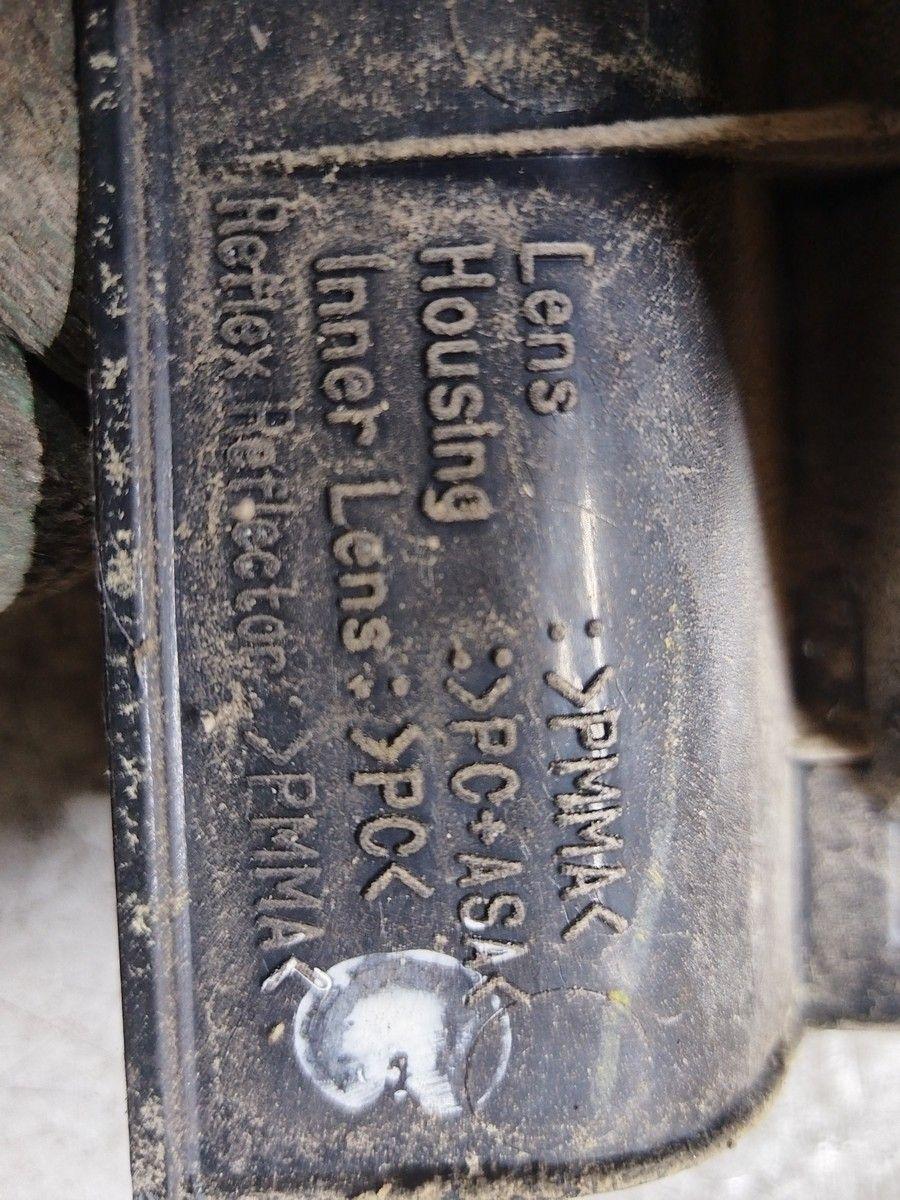 Lens :>PMMA<
Housing :>PC+ASA<
Inner Lens :>PC<
Reflex Reflector :>PMMA<